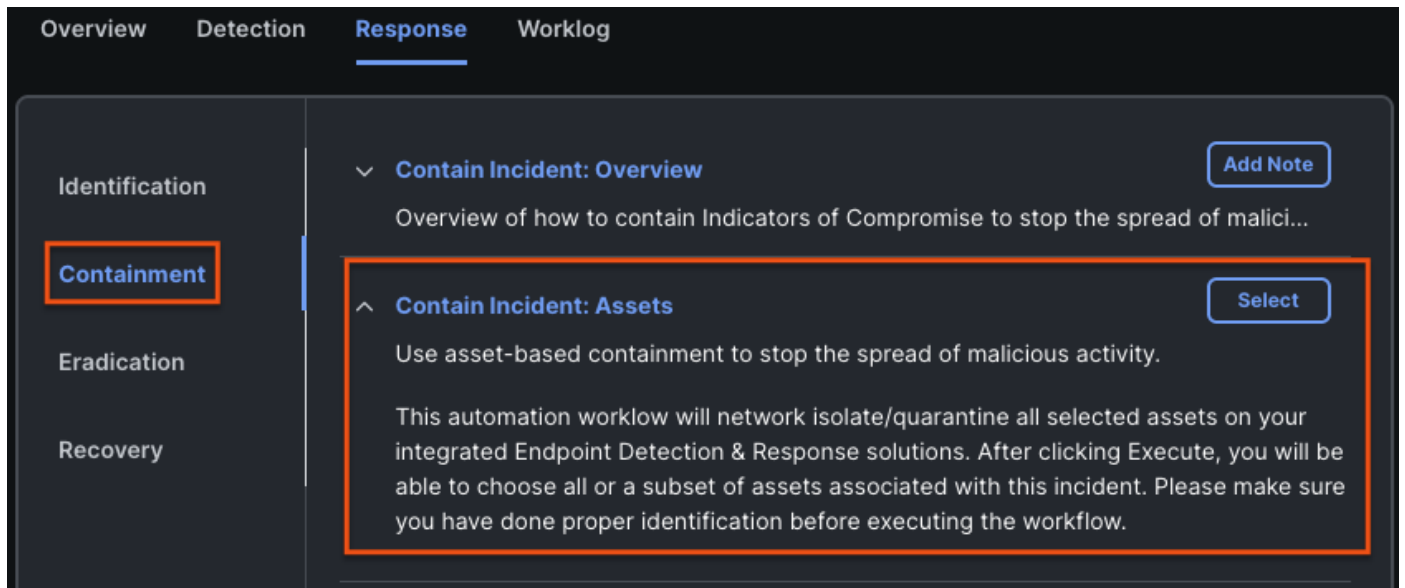 Overview Detection Response Worklog
Identification
Containment
Eradication
Recovery
Contain Incident: Overview
Add Note
Overview of how to contain Indicators of Compromise to stop the spread of malici...
Contain Incident: Assets
Select
Use asset-based containment to stop the spread of malicious activity.
This automation worklow will network isolate/quarantine all selected assets on your
integrated Endpoint Detection & Response solutions. After clicking Execute, you will be
able to choose all or a subset of assets associated with this incident. Please make sure
you have done proper identification before executing the workflow.